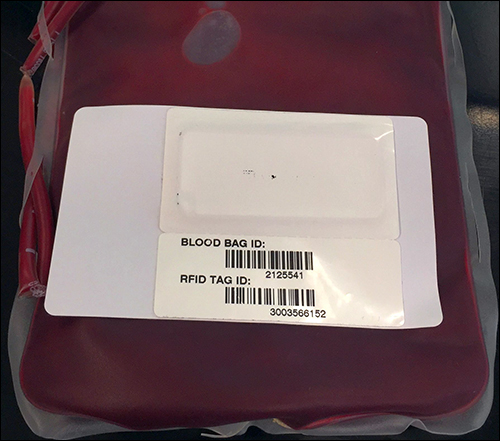 BLOOD BAG ID:
2125541
RFID TAG ID:
3003566152